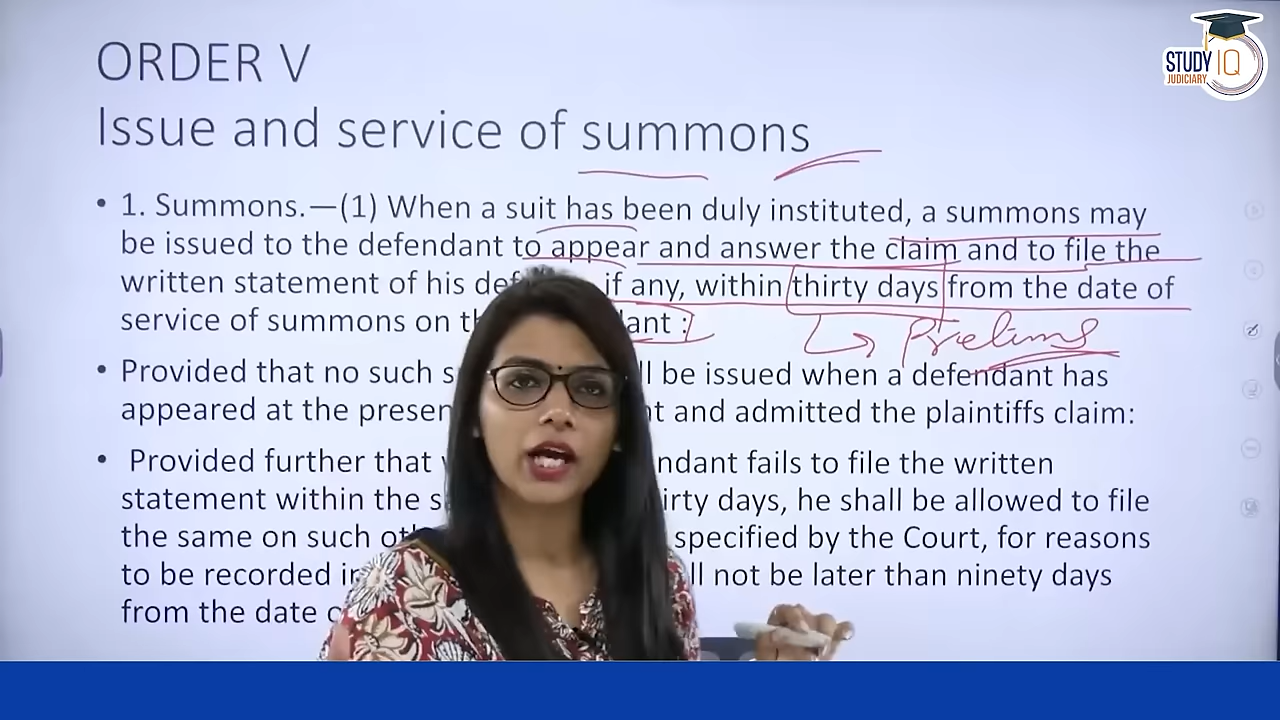 ORDER V
Issue and service of summons
STUDY IQ
JUDICIARY
• 1. Summons.—(1) When a suit has been duly instituted, a summons may
be issued to the defendant to appear and answer the claim and to file the
written statement of his def if any, within thirty days from the date of
service of summons on th ant :
Prelims
• Provided that no such s ll be issued when a defendant has
appeared at the presen t and admitted the plaintiffs claim:
• Provided further that ndant fails to file the written
statement within the s irty days, he shall be allowed to file
the same on such ot specified by the Court, for reasons
to be recorded i ll not be later than ninety days
from the date